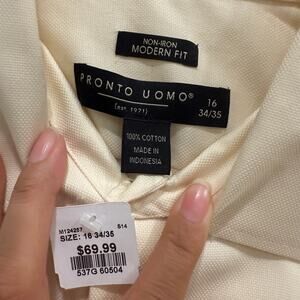 NON-IRON
MODERN FIT
PRONTO UOMO®
[est. 1971]
16
34/35
100% COTTON
MADE IN
INDONESIA
M124257 S14
SIZE: 16 34/35
$69.99
537G 60504